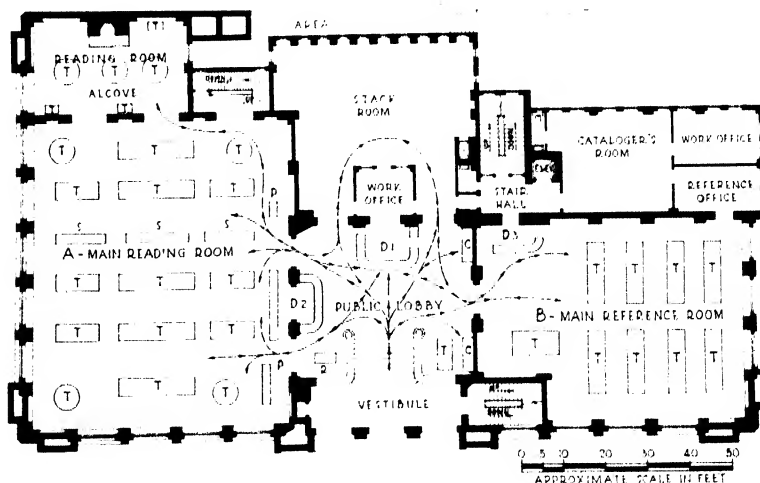 AREA
(T)
READING ROOM
T T T
ALCOVE
T T
STACK
ROOM
CATALOGER'S
ROOM
WORK OFFICE
T T T
WORK
OFFICE
STAIR
HALL
REFERENCE
OFFICE
T T T
P
S S S
D1
C
D3
A - MAIN READING ROOM
T T T T
T T T
D2
PUBLIC LOBBY
B - MAIN REFERENCE ROOM
T T T
T C
T
T T T T
P
R
T T T
VESTIBULE
0 5 10 20 30 40 50
APPROXIMATE SCALE IN FEET